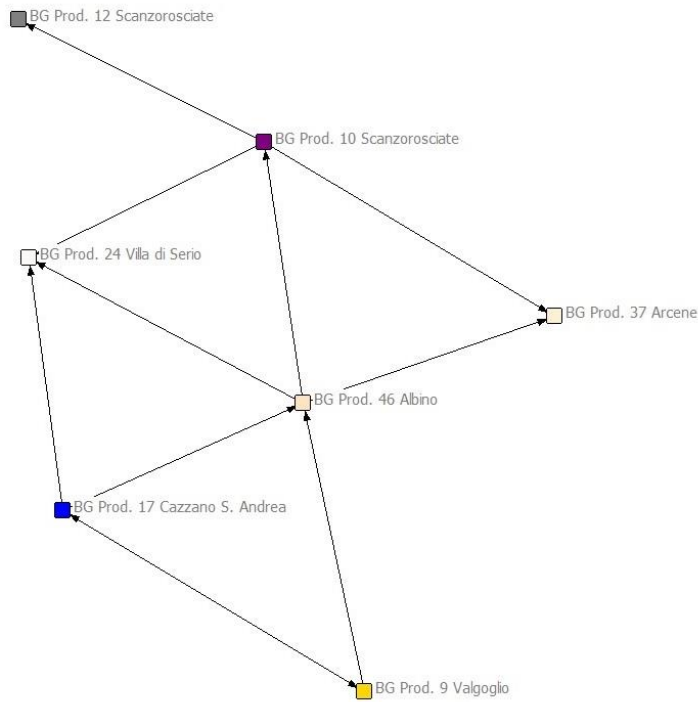 BG Prod. 12 Scanzorosciate
BG Prod. 10 Scanzorosciate
BG Prod. 24 Villa di Serio
BG Prod. 37 Arcene
BG Prod. 46 Albino
BG Prod. 17 Cazzano S. Andrea
BG Prod. 9 Valgoglio